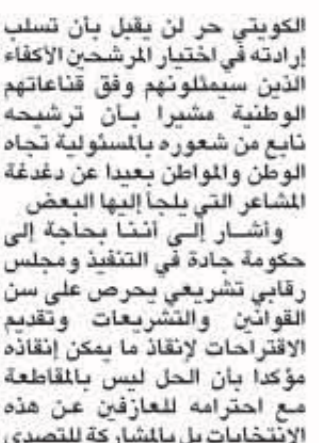 الكويتي حر لن يقبل بأن تسلب
إرادته في اختيار المرشحين الأكفاء
الذين سيمثلونهم وفق قناعاتهم
الوطنية مشيرا بأن ترشيحه
نابع من شعوره بالمسئولية تجاه
الوطن والمواطن بعيدا عن دغدغة
المشاعر التي يلجأ إليها البعض
وأشار إلى أننا بحاجة إلى
حكومة جادة في التنفيذ ومجلس
رقابي تشريعي يحرص على سن
القوانين والتشريعات وتقديم
الاقتراحات لإنقاذ ما يمكن إنقاذه
مؤكدا بأن الحل ليس بالمقاطعة
مع احترامه للعازفين عن هذه
الانتخابات بل بالمشاركة للتصدي